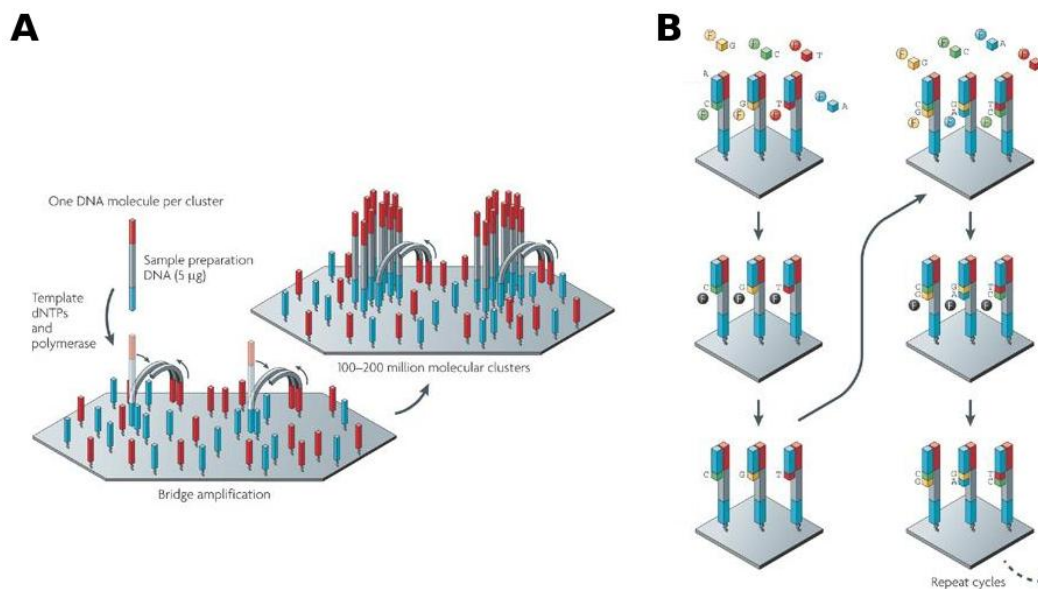 A
One DNA molecule per cluster
Sample preparation
DNA (5 µg)
Template
dNTPs
and
polymerase
100–200 million molecular clusters
Bridge amplification
B
F G F C F T
A
F A
C G T
F F F
C G T
F F F
C G T
F G F C F A F
C G T
G A C
F F F
C G T
G A C
F F F
C G T
G A C
Repeat cycles